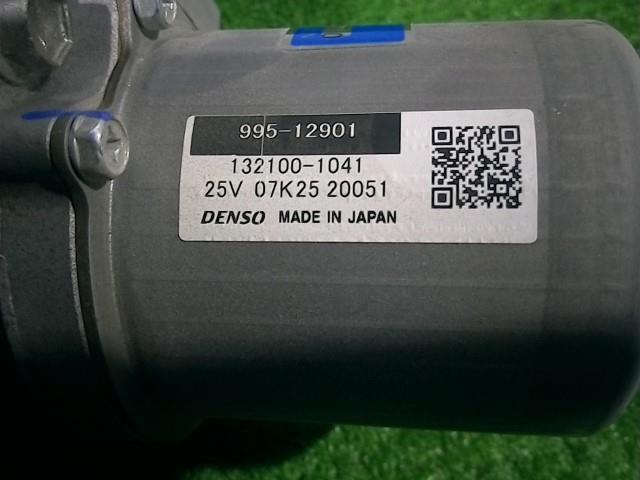 995-12901
132100-1041
25V 07K25 20051
DENSO MADE IN JAPAN